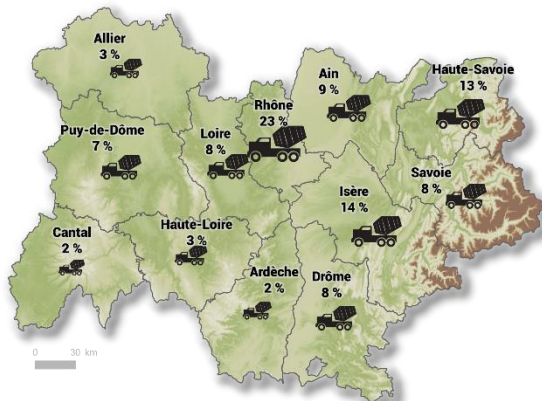 Allier
3 %
Ain
9 %
Haute-Savoie
13 %
Rhône
23 %
Puy-de-Dôme
7 %
Loire
8 %
Savoie
8 %
Isère
14 %
Cantal
2 %
Haute-Loire
3 %
Ardèche
2 %
Drôme
8 %
0 30 km